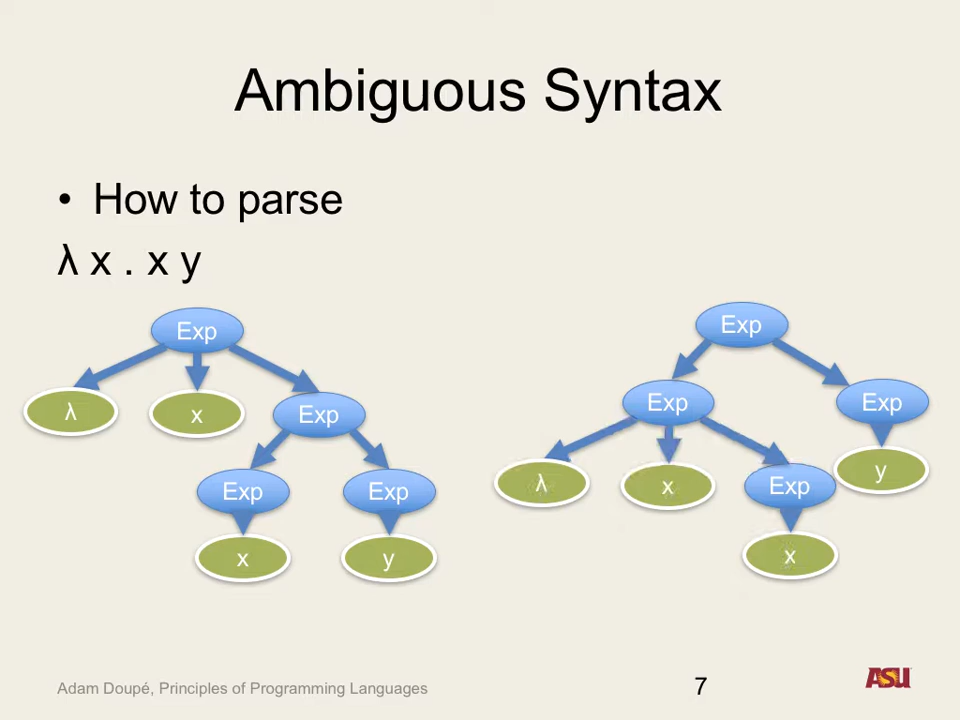 Ambiguous Syntax
• How to parse
λ x . x y
Exp
λ
x
Exp
Exp
Exp
x
y
Exp
Exp
Exp
λ
x
Exp
y
x
Adam Doupé, Principles of Programming Languages
7
ASU